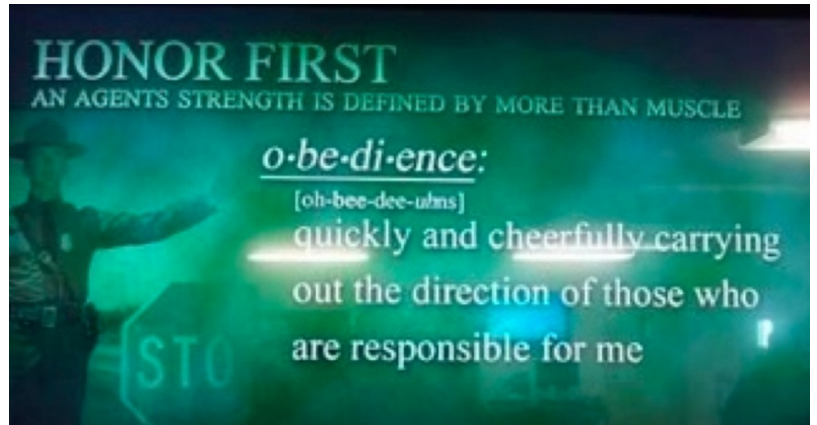 HONOR FIRST
AN AGENTS STRENGTH IS DEFINED BY MORE THAN MUSCLE
o·be·di·ence:
[oh-bee-dee-uhns]
quickly and cheerfully carrying
out the direction of those who
are responsible for me
STO